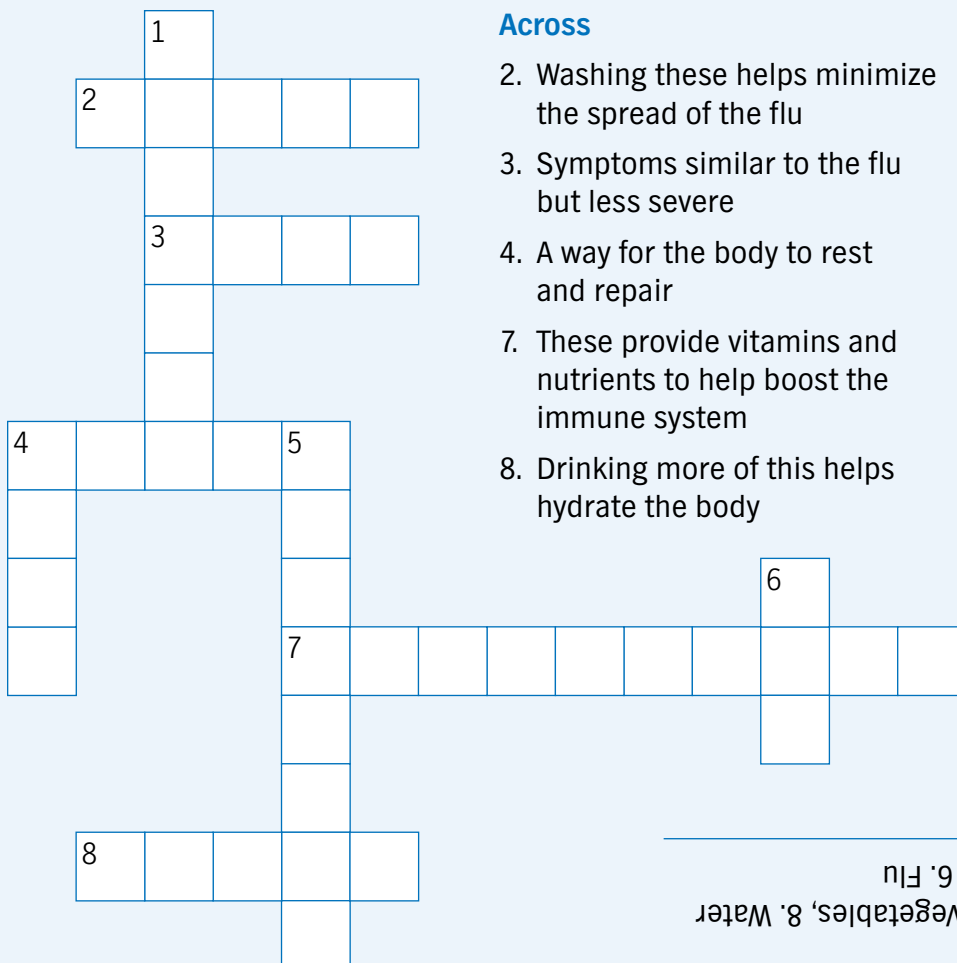 1
2
3
4
5
6
7
8
Across
2. Washing these helps minimize
the spread of the flu
3. Symptoms similar to the flu
but less severe
4. A way for the body to rest
and repair
7. These provide vitamins and
nutrients to help boost the
immune system
8. Drinking more of this helps
hydrate the body
Vegetables, 8. Water
6. Flu